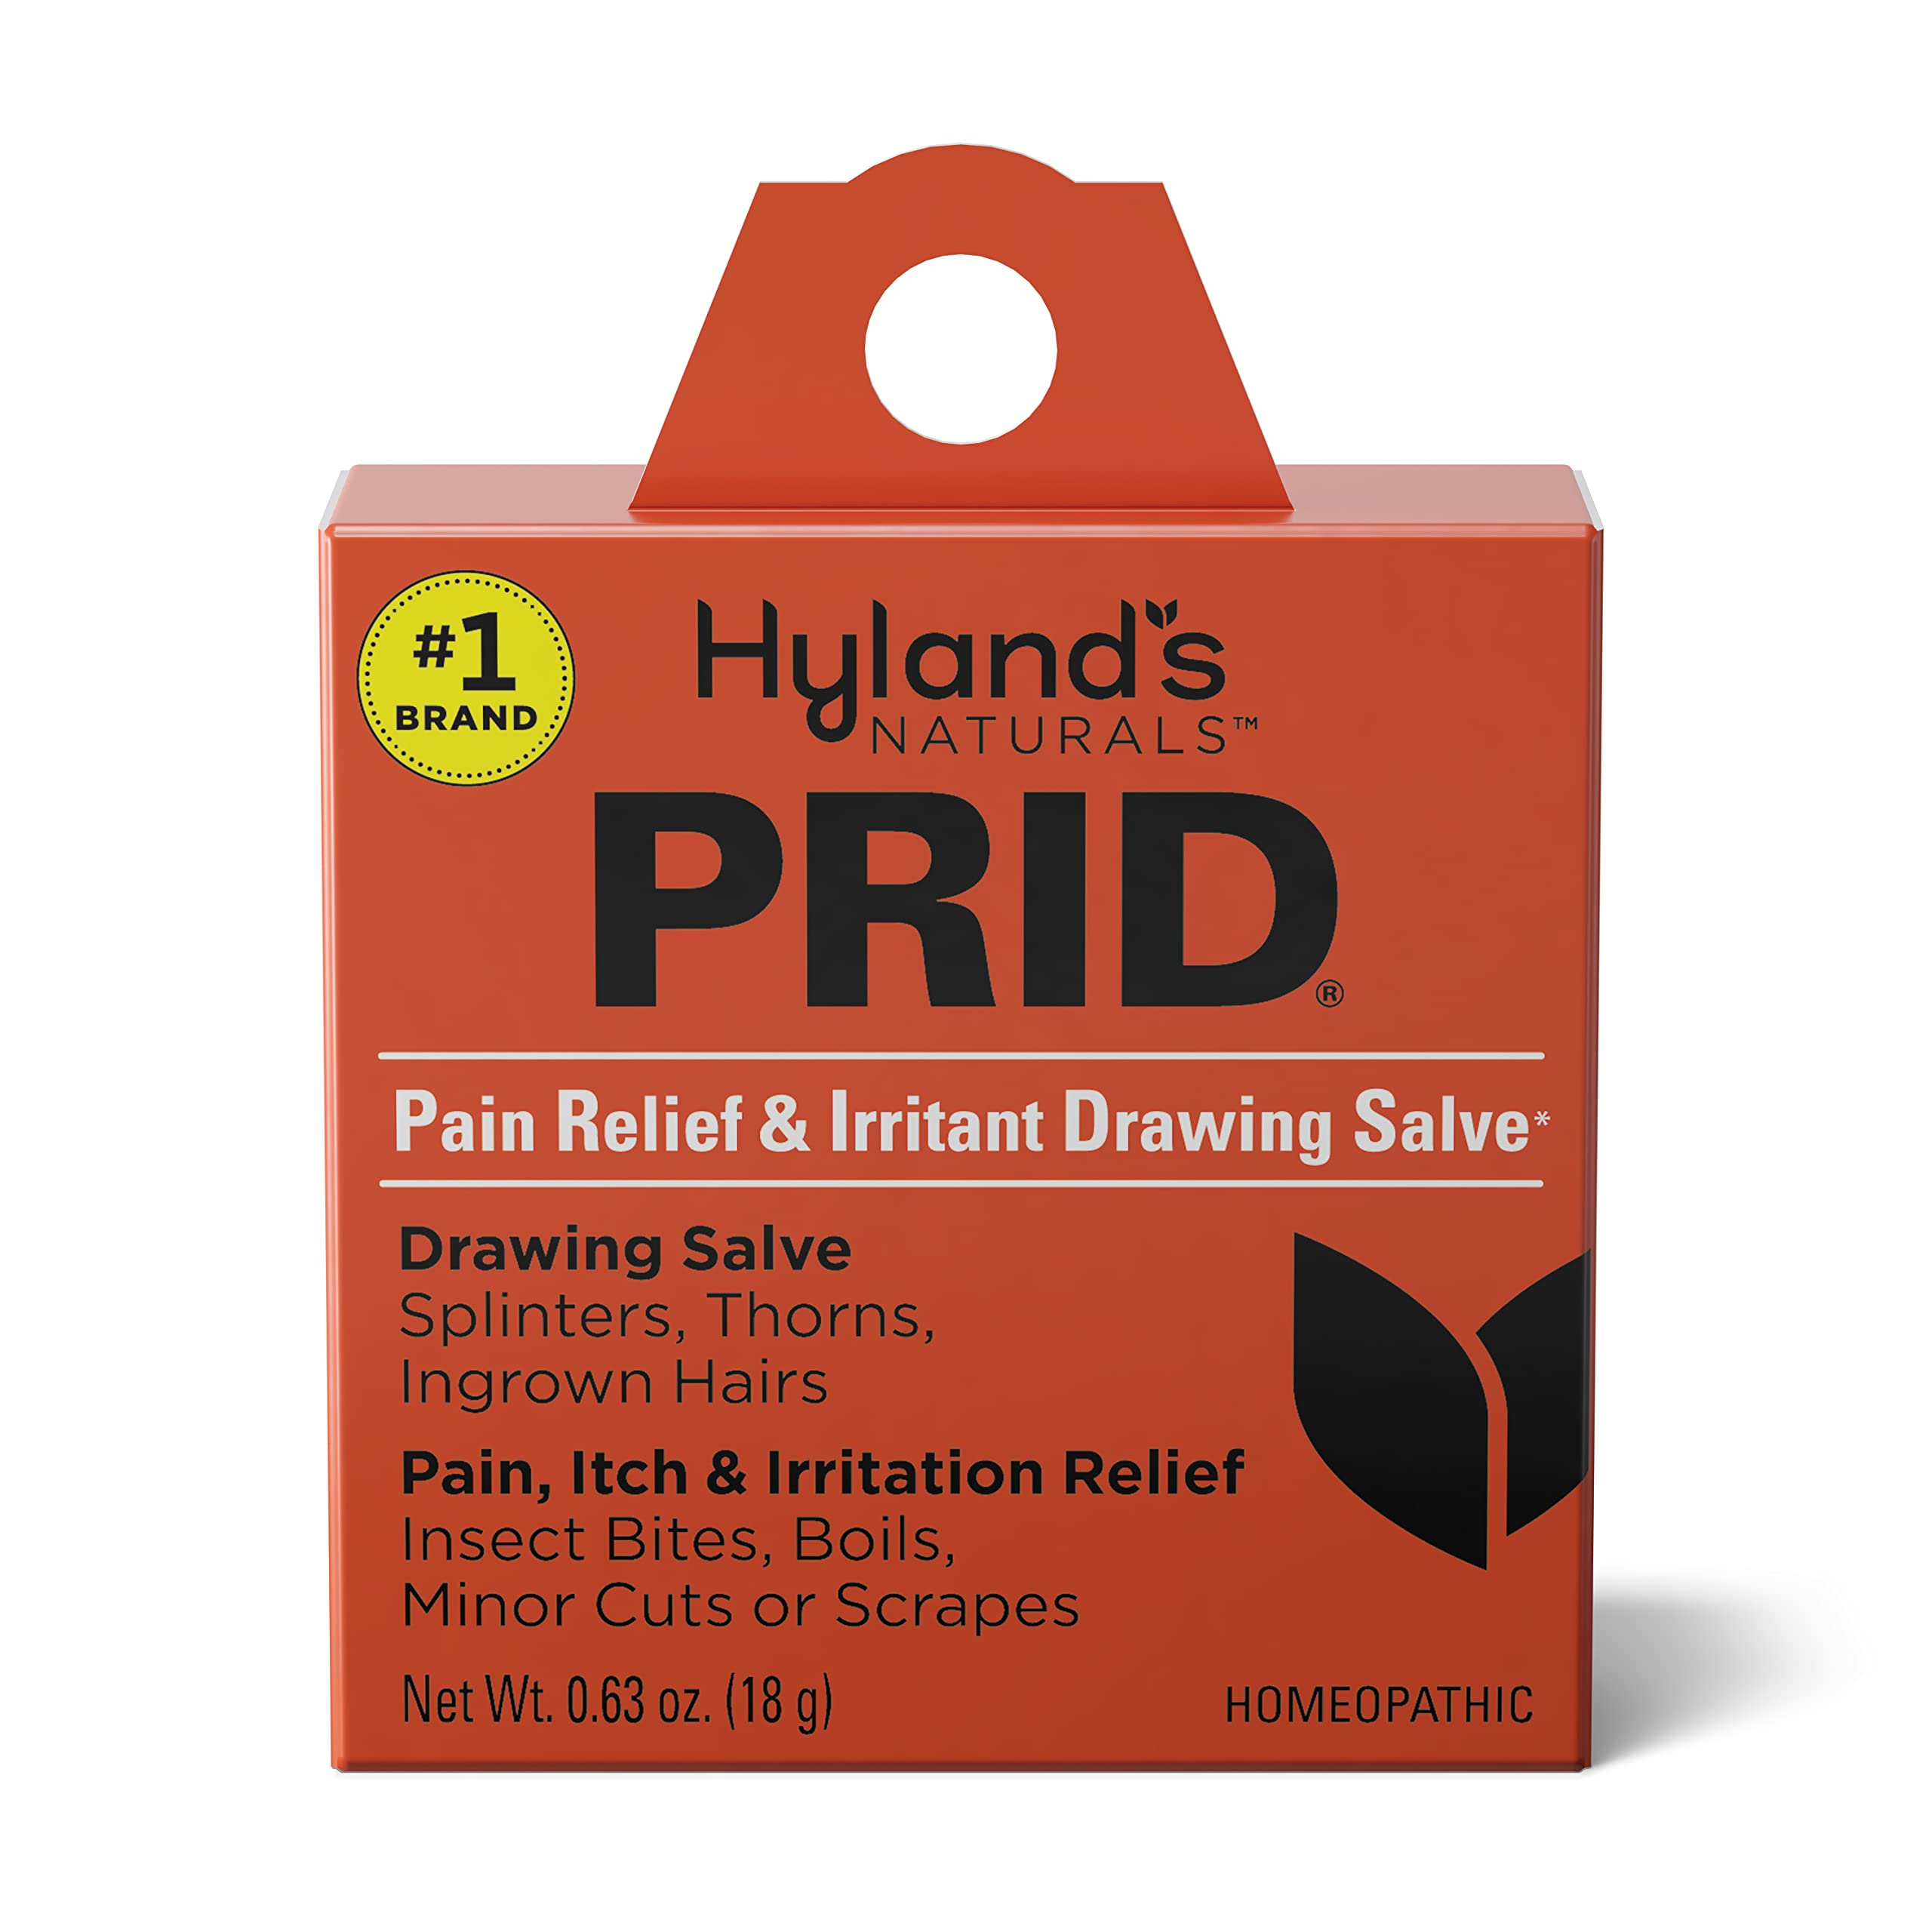 #1
BRAND
Hyland's
NATURALS™
PRID®
Pain Relief & Irritant Drawing Salve*
Drawing Salve
Splinters, Thorns,
Ingrown Hairs
Pain, Itch & Irritation Relief
Insect Bites, Boils,
Minor Cuts or Scrapes
Net Wt. 0.63 oz. (18 g)
HOMEOPATHIC